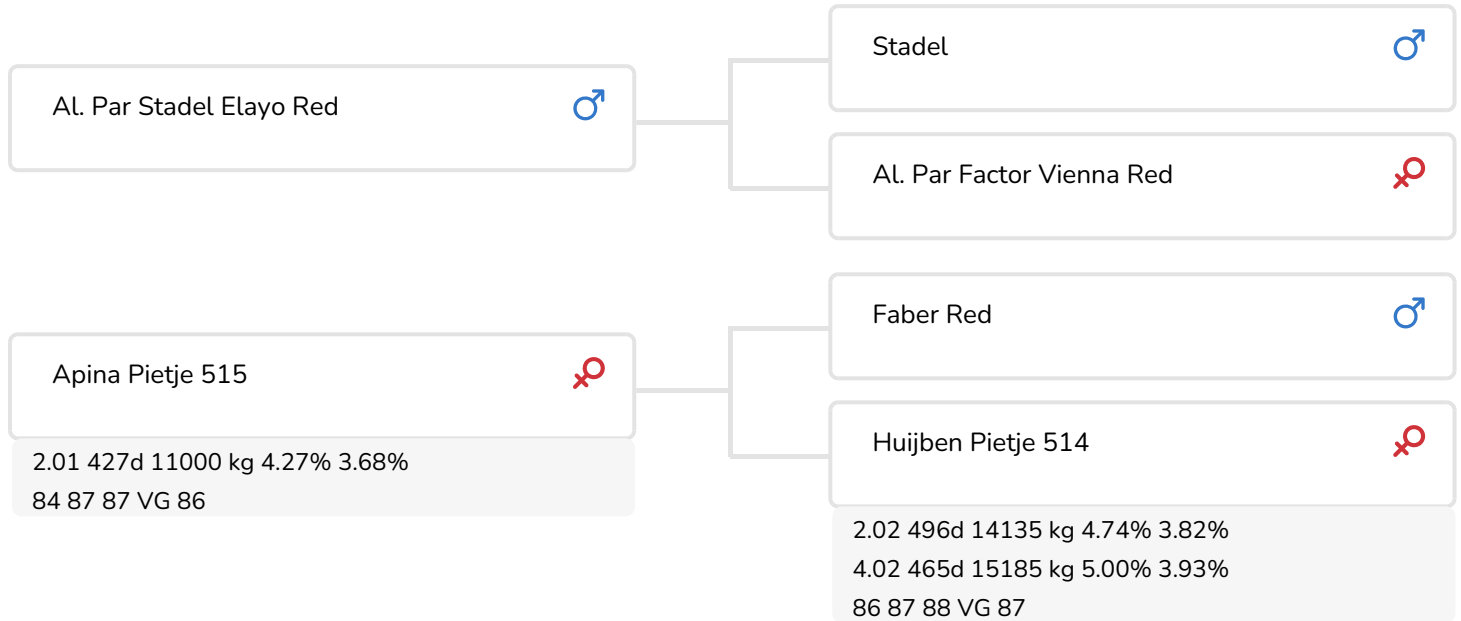 Stadel
Al. Par Stadel Elayo Red
Al. Par Factor Vienna Red
Faber Red
Apina Pietje 515
2.01 427d 11000 kg 4.27% 3.68%
84 87 87 VG 86
Huijben Pietje 514
2.02 496d 14135 kg 4.74% 3.82%
4.02 465d 15185 kg 5.00% 3.93%
86 87 88 VG 87